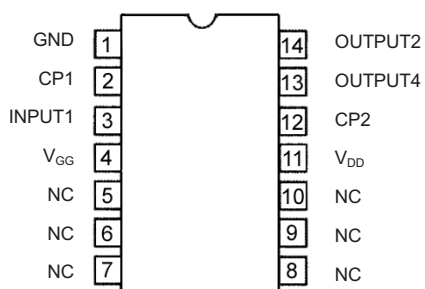 GND 1 14 OUTPUT2
CP1 2 13 OUTPUT4
INPUT1 3 12 CP2
VGG 4 11 VDD
NC 5 10 NC
NC 6 9 NC
NC 7 8 NC